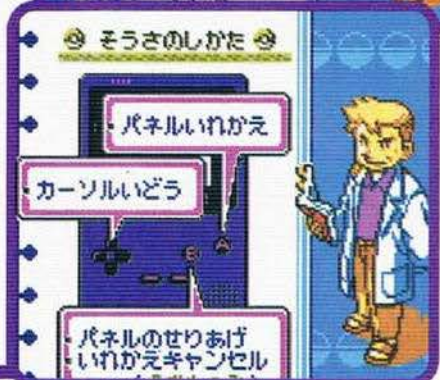 そうさのしかた
パネルいれかえ
カーソルいどう
A
B
パネルのせりあげ
いれかえキャンセル